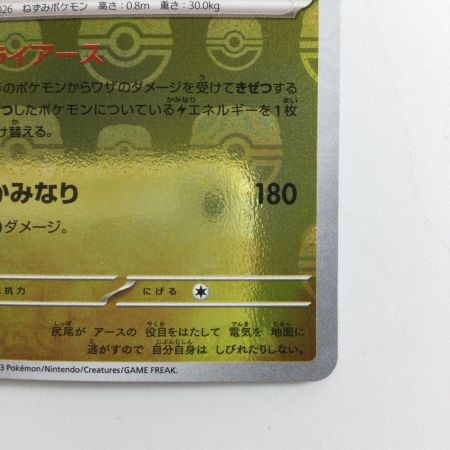 026 ねずみポケモン 高さ:0.8m 重さ:30.0kg
ライアース
のポケモンからワザのダメージを受けてきぜつする
つしたポケモンについているエネルギーを1枚
け替える。
かみなり 180
ダメージ。
抗力 にげる
尻尾が アースの 役目をはたして 電気を 地面に
逃がすので 自分自身は しびれたりしない。
3 Pokémon/Nintendo/Creatures/GAME FREAK.